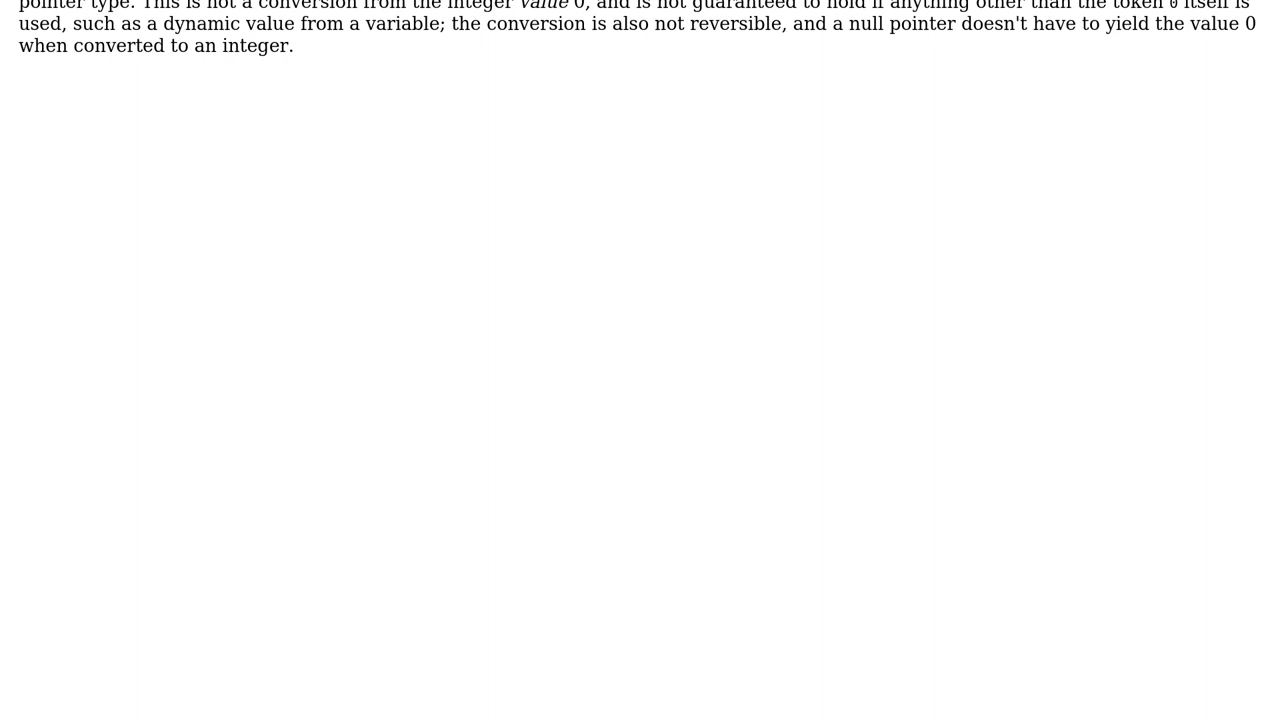 pointer type. This is not a conversion from the integer value 0, and is not guaranteed to hold if anything other than the token 0 itself is
used, such as a dynamic value from a variable; the conversion is also not reversible, and a null pointer doesn't have to yield the value 0
when converted to an integer.